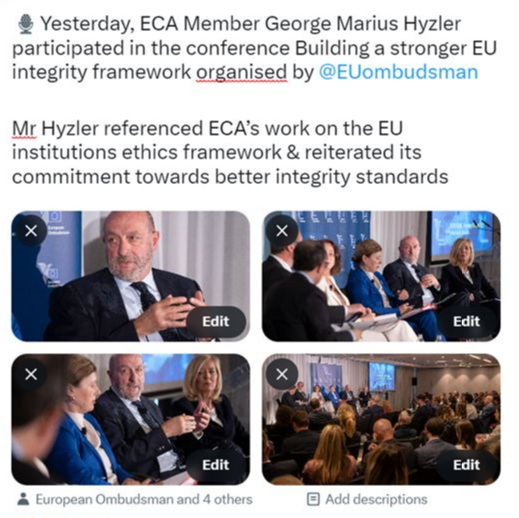 Yesterday, ECA Member George Marius Hyzler
participated in the conference Building a stronger EU
integrity framework organised by @EUombudsman
Mr Hyzler referenced ECA's work on the EU
institutions ethics framework & reiterated its
commitment towards better integrity standards
European
Ombudsman
Edit
Edit
Edit
Edit
European Ombudsman and 4 others
Add descriptions